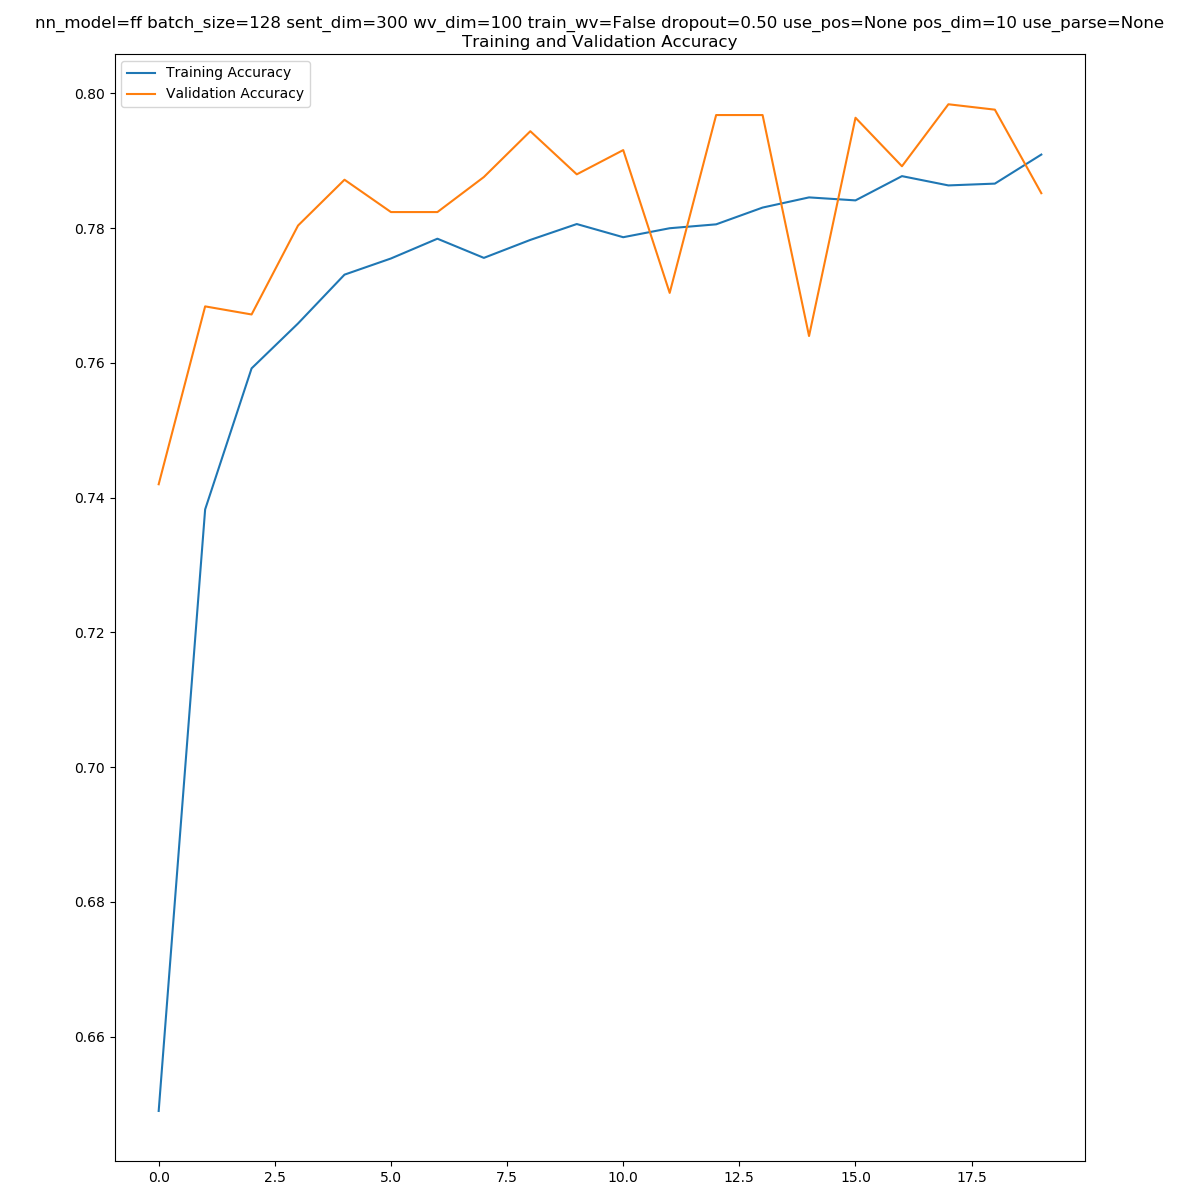 nn_model=ff batch_size=128 sent_dim=300 wv_dim=100 train_wv=False dropout=0.50 use_pos=None pos_dim=10 use_parse=None
Training and Validation Accuracy
Training Accuracy
Validation Accuracy
0.80
0.78
0.76
0.74
0.72
0.70
0.68
0.66
0.0 2.5 5.0 7.5 10.0 12.5 15.0 17.5